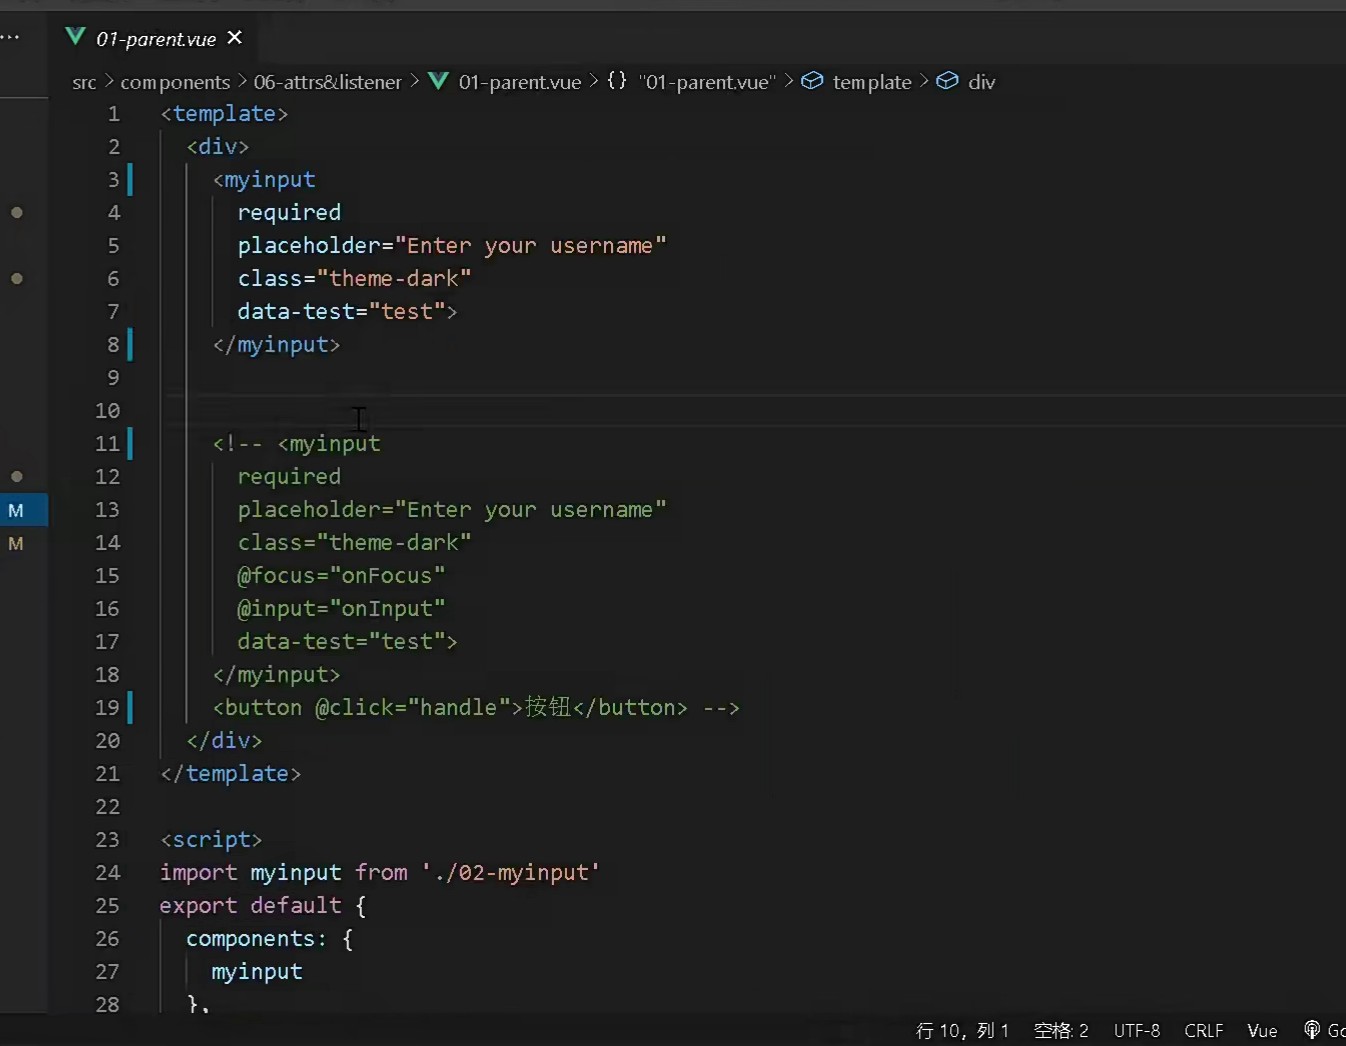 01-parent.vue
src > components > 06-attrs&listener > 01-parent.vue > {} "01-parent.vue" > template > div
1 <template>
2 <div>
3 <myinput
4 required
5 placeholder="Enter your username"
6 class="theme-dark"
7 data-test="test">
8 </myinput>
9
10
11 <!-- <myinput
12 required
13 placeholder="Enter your username"
14 class="theme-dark"
15 @focus="onFocus"
16 @input="onInput"
17 data-test="test">
18 </myinput>
19 <button @click="handle">按钮</button> -->
20 </div>
21 </template>
22
23 <script>
24 import myinput from './02-myinput'
25 export default {
26 components: {
27 myinput
28 },
M
M
行 10，列 1 空格: 2 UTF-8 CRLF Vue Go